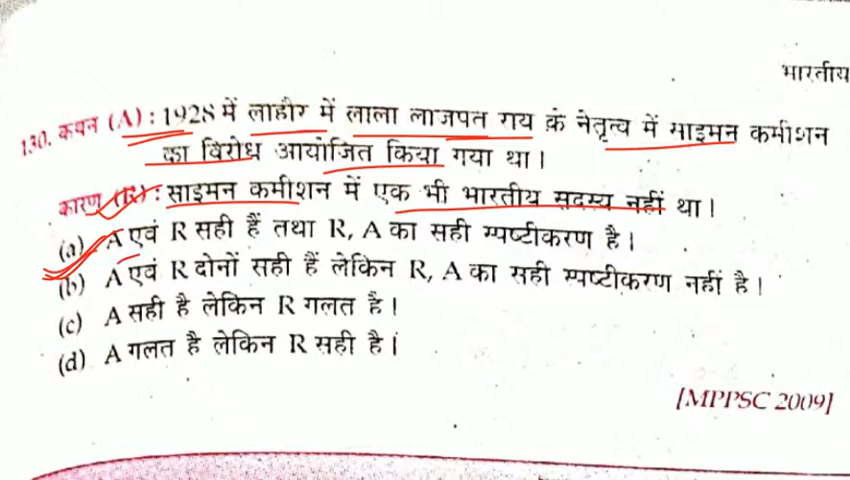 भारतीय
130. कथन (A) : 1928 में लाहौर में लाला लाजपत राय के नेतृत्व में साइमन कमीशन
का विरोध आयोजित किया गया था।
कारण (R) : साइमन कमीशन में एक भी भारतीय सदस्य नहीं था।
(a) A एवं R सही हैं तथा R, A का सही स्पष्टीकरण है।
(b) A एवं R दोनों सही हैं लेकिन R, A का सही स्पष्टीकरण नहीं है।
(c) A सही है लेकिन R गलत है।
(d) A गलत है लेकिन R सही है।
[MPPSC 2009]